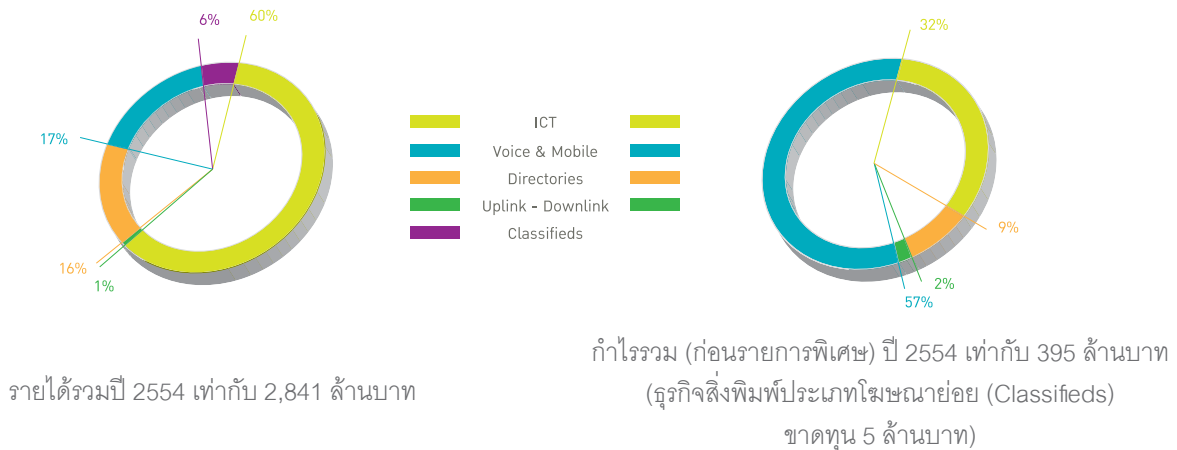 6%
60%
17%
16%
1%
ICT
Voice & Mobile
Directories
Uplink - Downlink
Classifieds
32%
9%
2%
57%
รายได้รวมปี 2554 เท่ากับ 2,841 ล้านบาท
กำไรรวม (ก่อนรายการพิเศษ) ปี 2554 เท่ากับ 395 ล้านบาท
(ธุรกิจสิ่งพิมพ์ประเภทโฆษณาย่อย (Classifieds)
ขาดทุน 5 ล้านบาท)